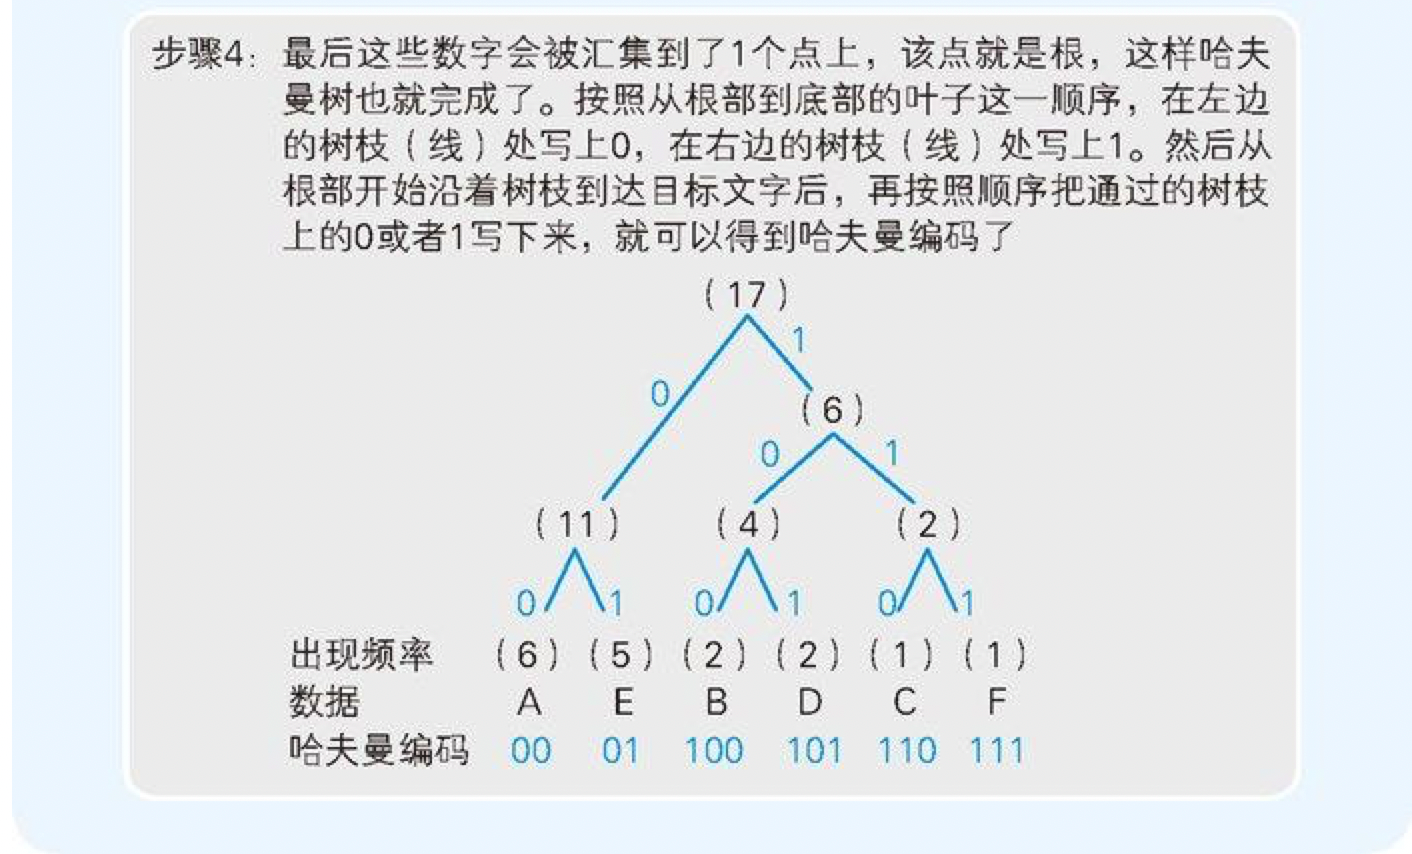 步骤4：最后这些数字会被汇集到了1个点上，该点就是根，这样哈夫
曼树也就完成了。按照从根部到底部的叶子这一顺序，在左边
的树枝（线）处写上0，在右边的树枝（线）处写上1。然后从
根部开始沿着树枝到达目标文字后，再按照顺序把通过的树枝
上的0或者1写下来，就可以得到哈夫曼编码了
（17）
1
0
（6）
0 1
（11） （4） （2）
0 1 0 1 0 1
出现频率 （6）（5）（2）（2）（1）（1）
数据 A E B D C F
哈夫曼编码 00 01 100 101 110 111